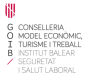 G CONSELLERIA
O MODEL ECONÒMIC,
I TURISME I TREBALL
B INSTITUT BALEAR
/ SEGURETAT
I SALUT LABORAL